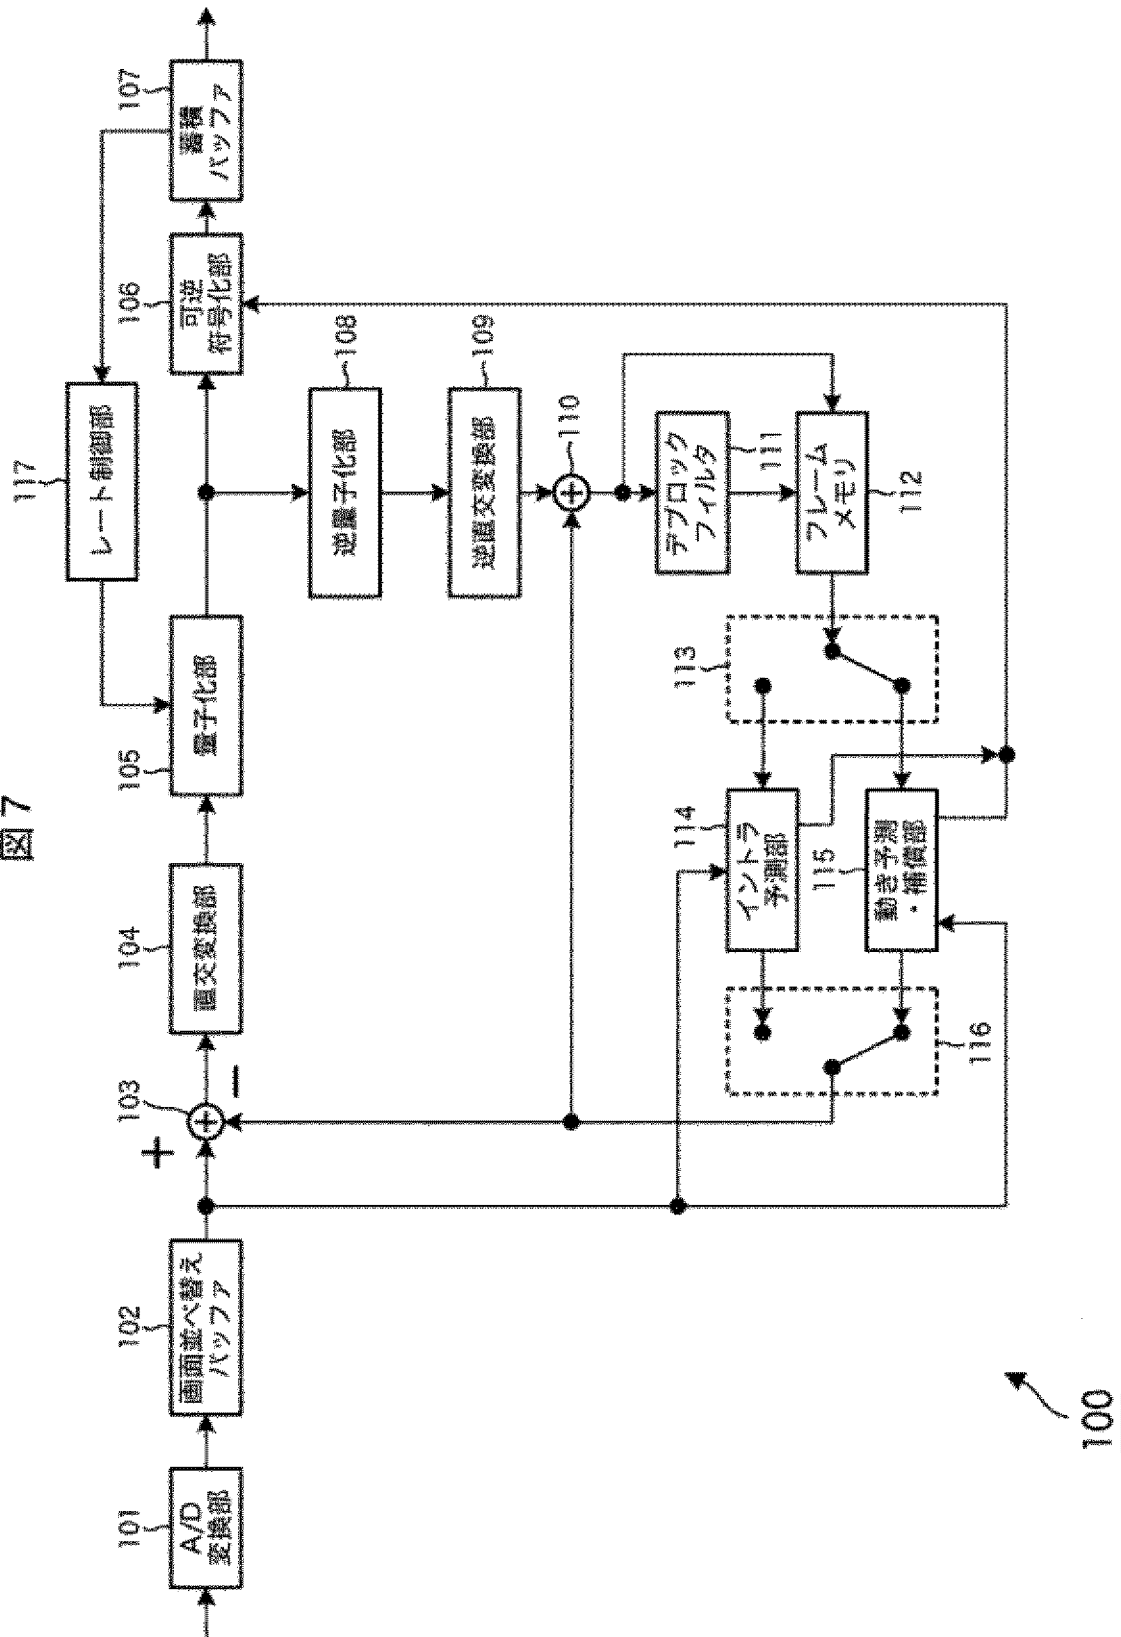 図7
117
レート制御部
101
A/D
変換部
102
画面並べ替え
バッファ
+
103
−
104
直交変換部
105
量子化部
106
可逆
符号化部
107
蓄積
バッファ
108
逆量子化部
109
逆直交変換部
110
111
デブロック
フィルタ
112
フレーム
メモリ
113
114
イントラ
予測部
115
動き予測
・補償部
116
100